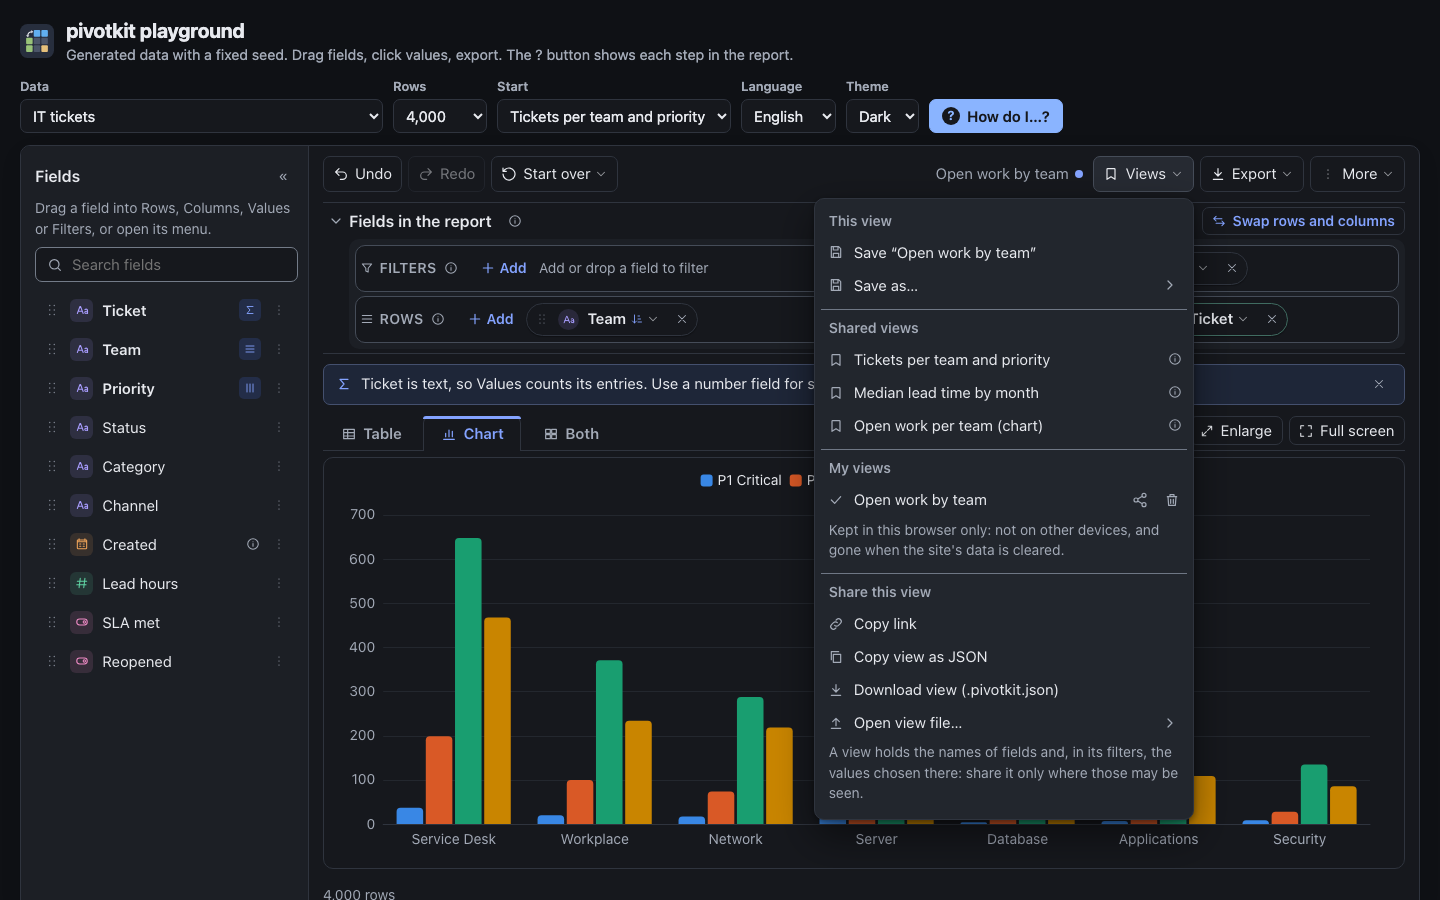 pivotkit playground
Generated data with a fixed seed. Drag fields, click values, export. The ? button shows each step in the report.
Data
Rows
Start
Language
Theme
IT tickets
4,000
Tickets per team and priority
English
Dark
? How do I...?
Fields
«
Drag a field into Rows, Columns, Values
or Filters, or open its menu.
Search fields
Aa Ticket Σ
Aa Team
Aa Priority
Aa Status
Aa Category
Aa Channel
Created
Lead hours
SLA met
Reopened
Undo
Redo
Start over
Open work by team
Views
Export
More
Fields in the report
Swap rows and columns
FILTERS
+ Add
Add or drop a field to filter
ROWS
+ Add
Aa Team
Ticket
Σ Ticket is text, so Values counts its entries. Use a number field for s
Table
Chart
Both
Enlarge
Full screen
P1 Critical
P
700
600
500
400
300
200
100
0
Service Desk
Workplace
Network
Server
Database
Applications
Security
4,000 rows
This view
Save “Open work by team”
Save as...
Shared views
Tickets per team and priority
Median lead time by month
Open work per team (chart)
My views
Open work by team
Kept in this browser only: not on other devices, and
gone when the site's data is cleared.
Share this view
Copy link
Copy view as JSON
Download view (.pivotkit.json)
Open view file...
A view holds the names of fields and, in its filters, the
values chosen there: share it only where those may be
seen.